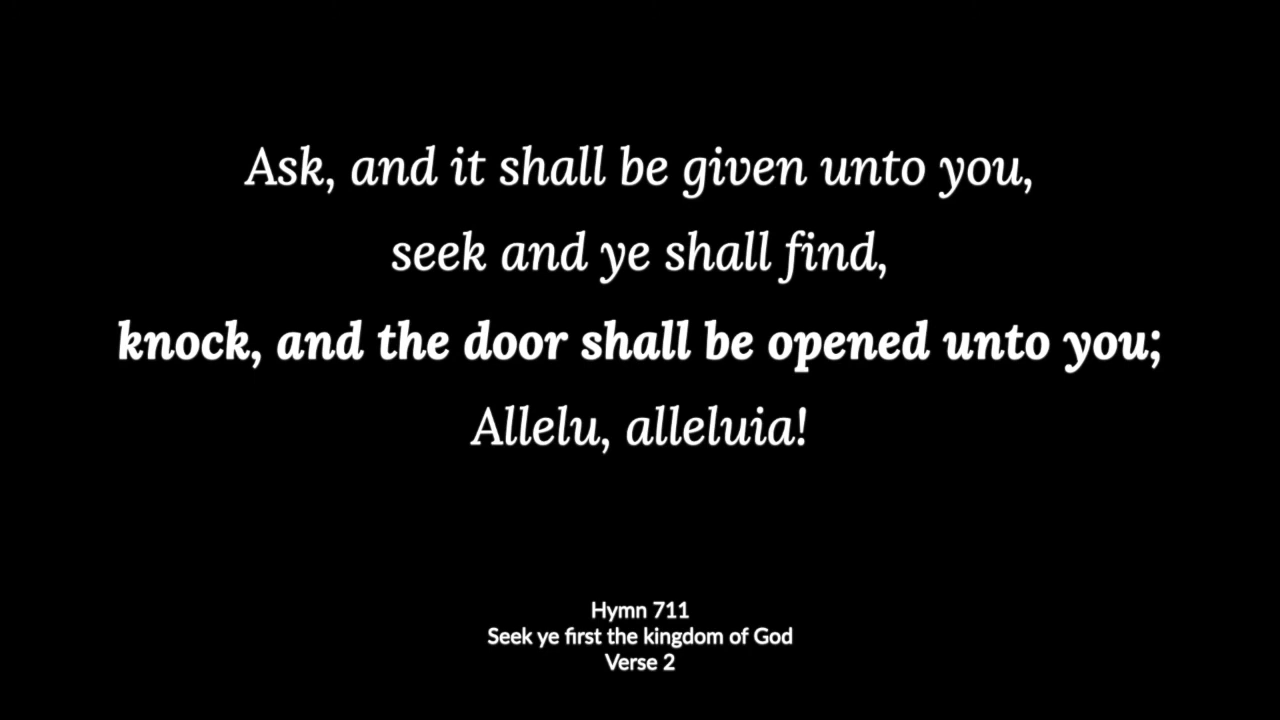 Ask, and it shall be given unto you,
seek and ye shall find,
knock, and the door shall be opened unto you;
Allelu, alleluia!
Hymn 711
Seek ye first the kingdom of God
Verse 2